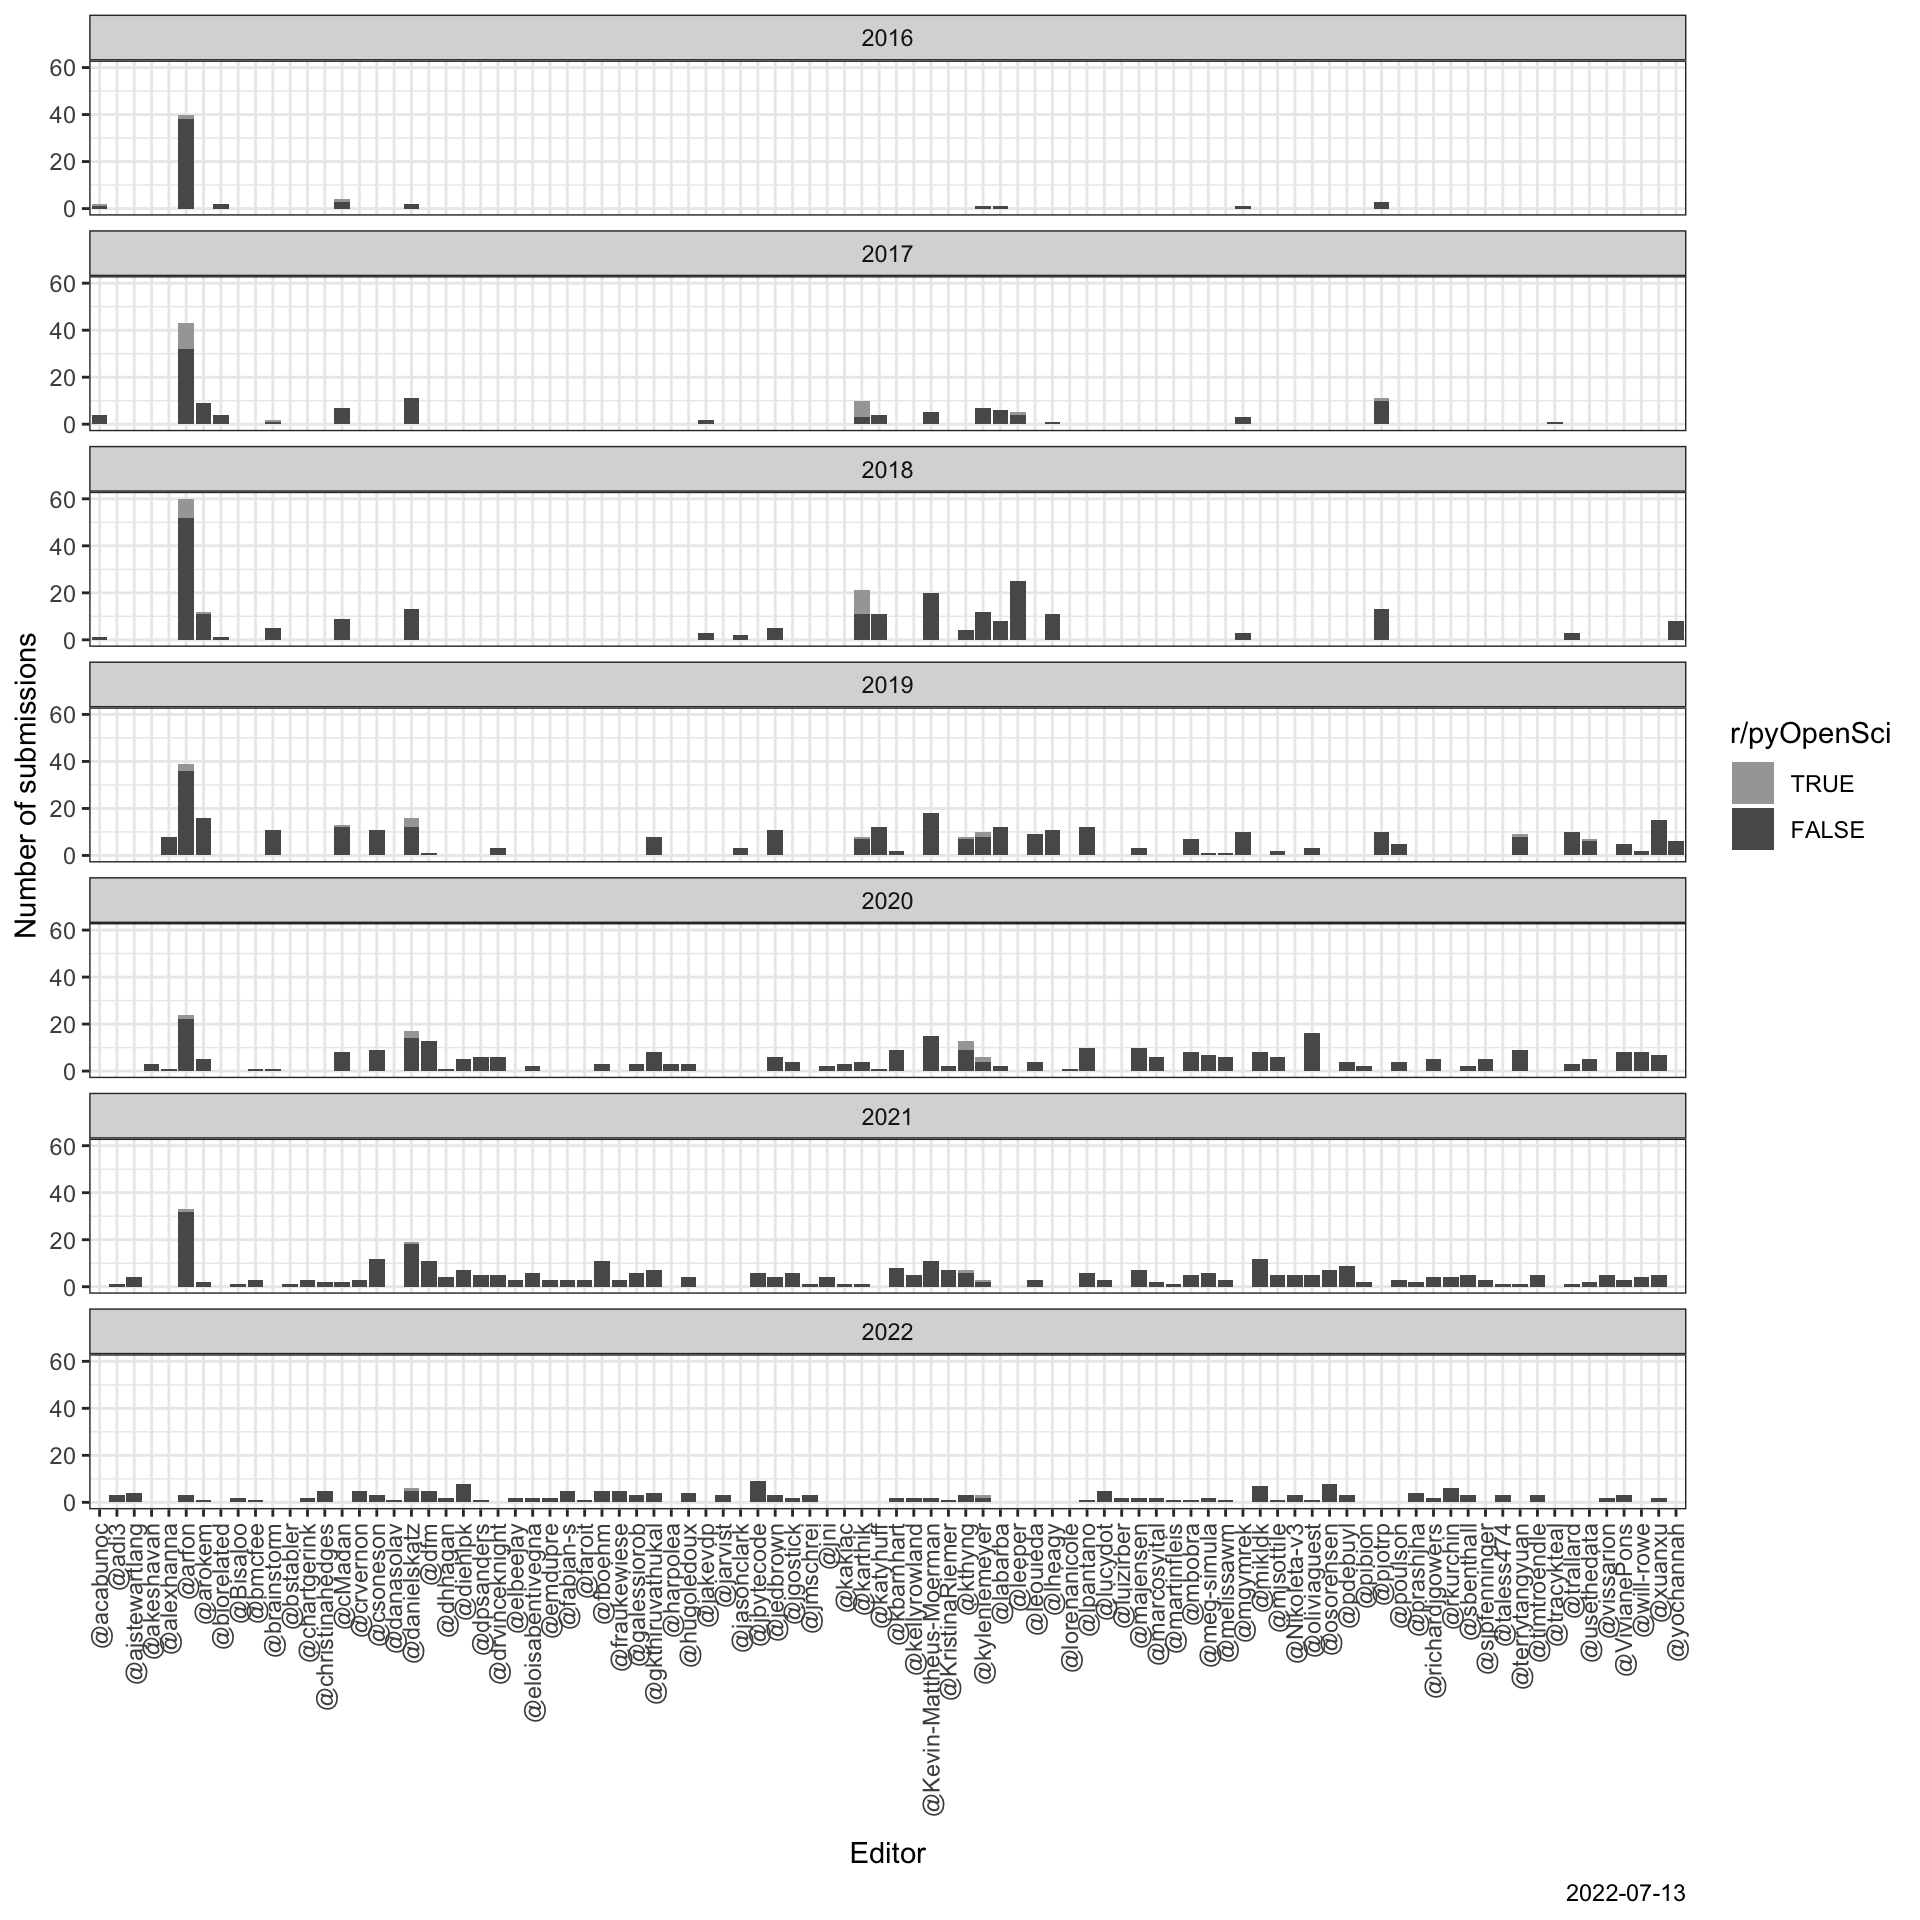 2016
60
40
20
0
2017
60
40
20
0
2018
60
40
20
0
2019
60
40
20
0
2020
60
40
20
0
2021
60
40
20
0
2022
60
40
20
0
Number of submissions
r/pyOpenSci
TRUE
FALSE
@acabunoc
@adi3
@ajstewartlang
@akeshavan
@alexhanna
@arfon
@arokem
@biorelated
@Bisaloo
@bmcfee
@brainstorm
@bstabler
@chartgerink
@christinahedges
@cMadan
@crvernon
@csoneson
@danasolav
@danielskatz
@dfm
@dhhagan
@diehlpk
@dpsanders
@drvinceknight
@elbeejay
@eloisabentivegna
@emdupre
@fabian-s
@faroit
@fboehm
@fraukewiese
@galessiorob
@gkthiruvathukal
@harpolea
@hugoledoux
@jakevdp
@jarvist
@jasonclark
@jbytecode
@jedbrown
@jgostick
@jmschrei
@jni
@kakiac
@karthik
@katyhuff
@kbarnhart
@kellyrowland
@Kevin-Mattheus-Moerman
@KristinaRiemer
@kthyng
@kyleniemeyer
@labarba
@leeper
@leouieda
@lheagy
@lorenanicole
@lpantano
@lucydot
@luizirber
@majensen
@marcosvital
@martinfleis
@mbobra
@meg-simula
@melissawm
@mgymrek
@mikldk
@mjsottile
@Nikoleta-v3
@oliviaguest
@osorensen
@pdebuyl
@pibion
@pjotrp
@poulson
@prashjha
@richardjgowers
@rkurchin
@sbenthall
@sjpfenninger
@taless474
@terrytangyuan
@timtroendle
@tracykteal
@trallard
@usethedata
@vissarion
@VivianePons
@will-rowe
@xuanxu
@yochannah
Editor
2022-07-13